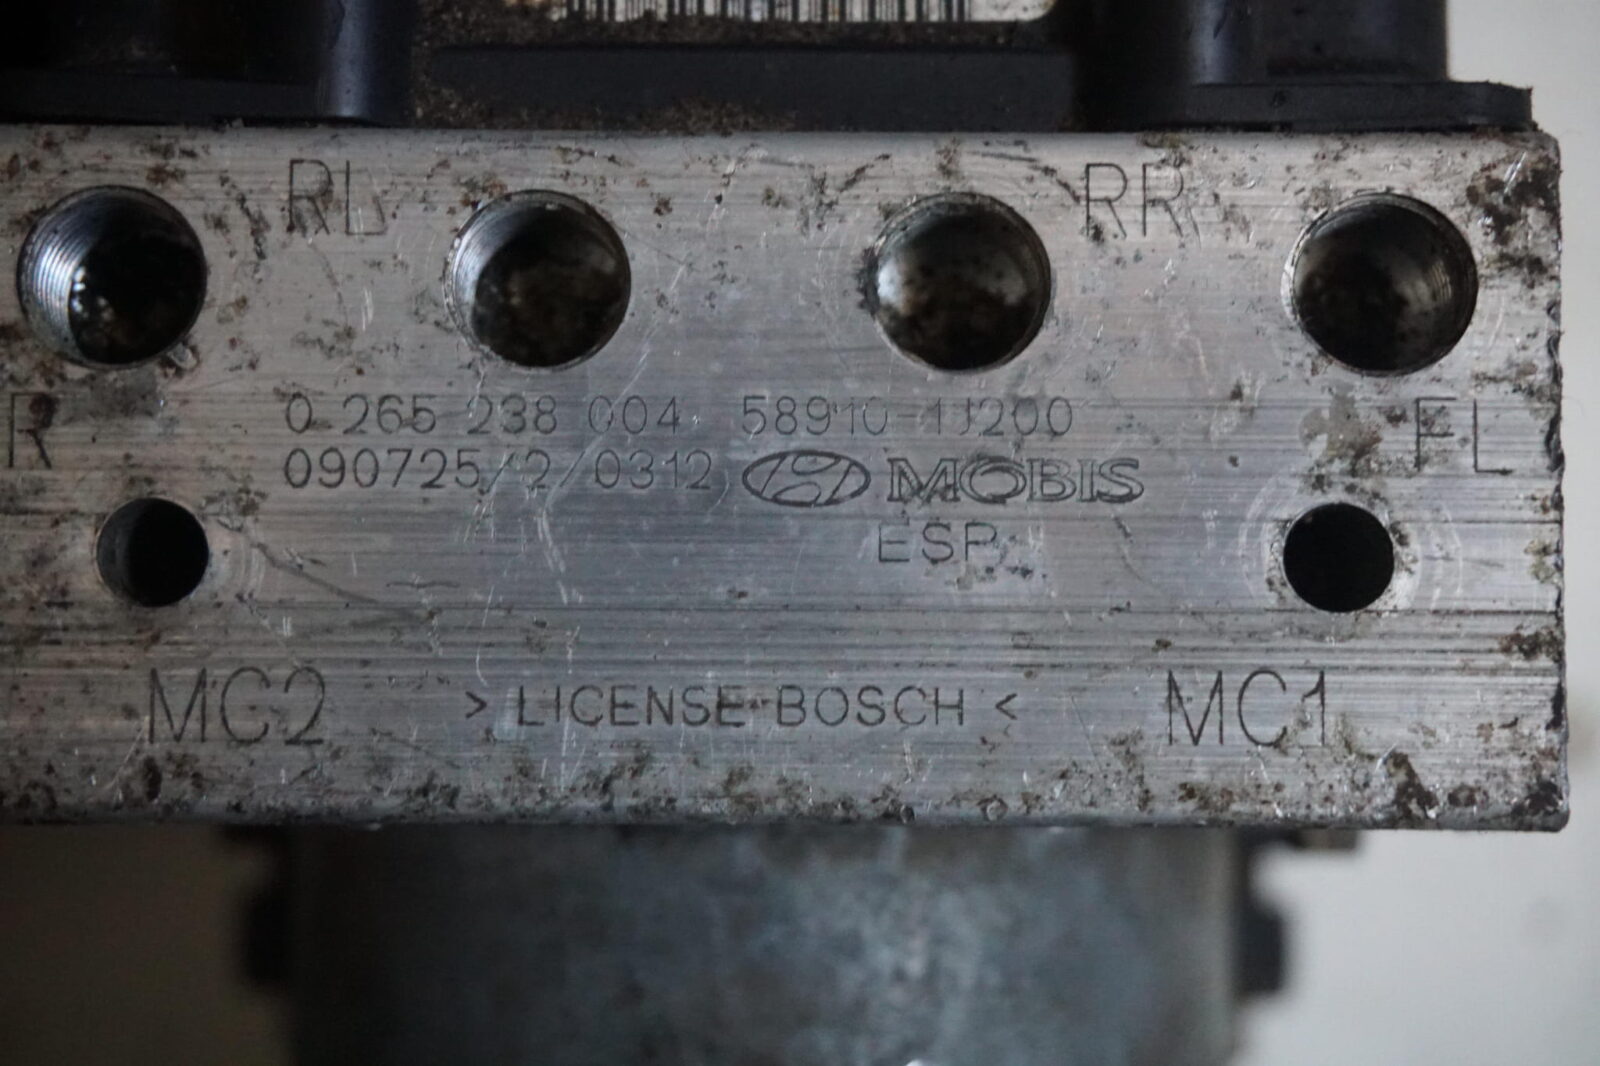 RL RR
R 0 265 238 004 58910-1J200 FL
090725/2/0312 MOBIS
ESP
MC2 > LICENSE-BOSCH < MC1